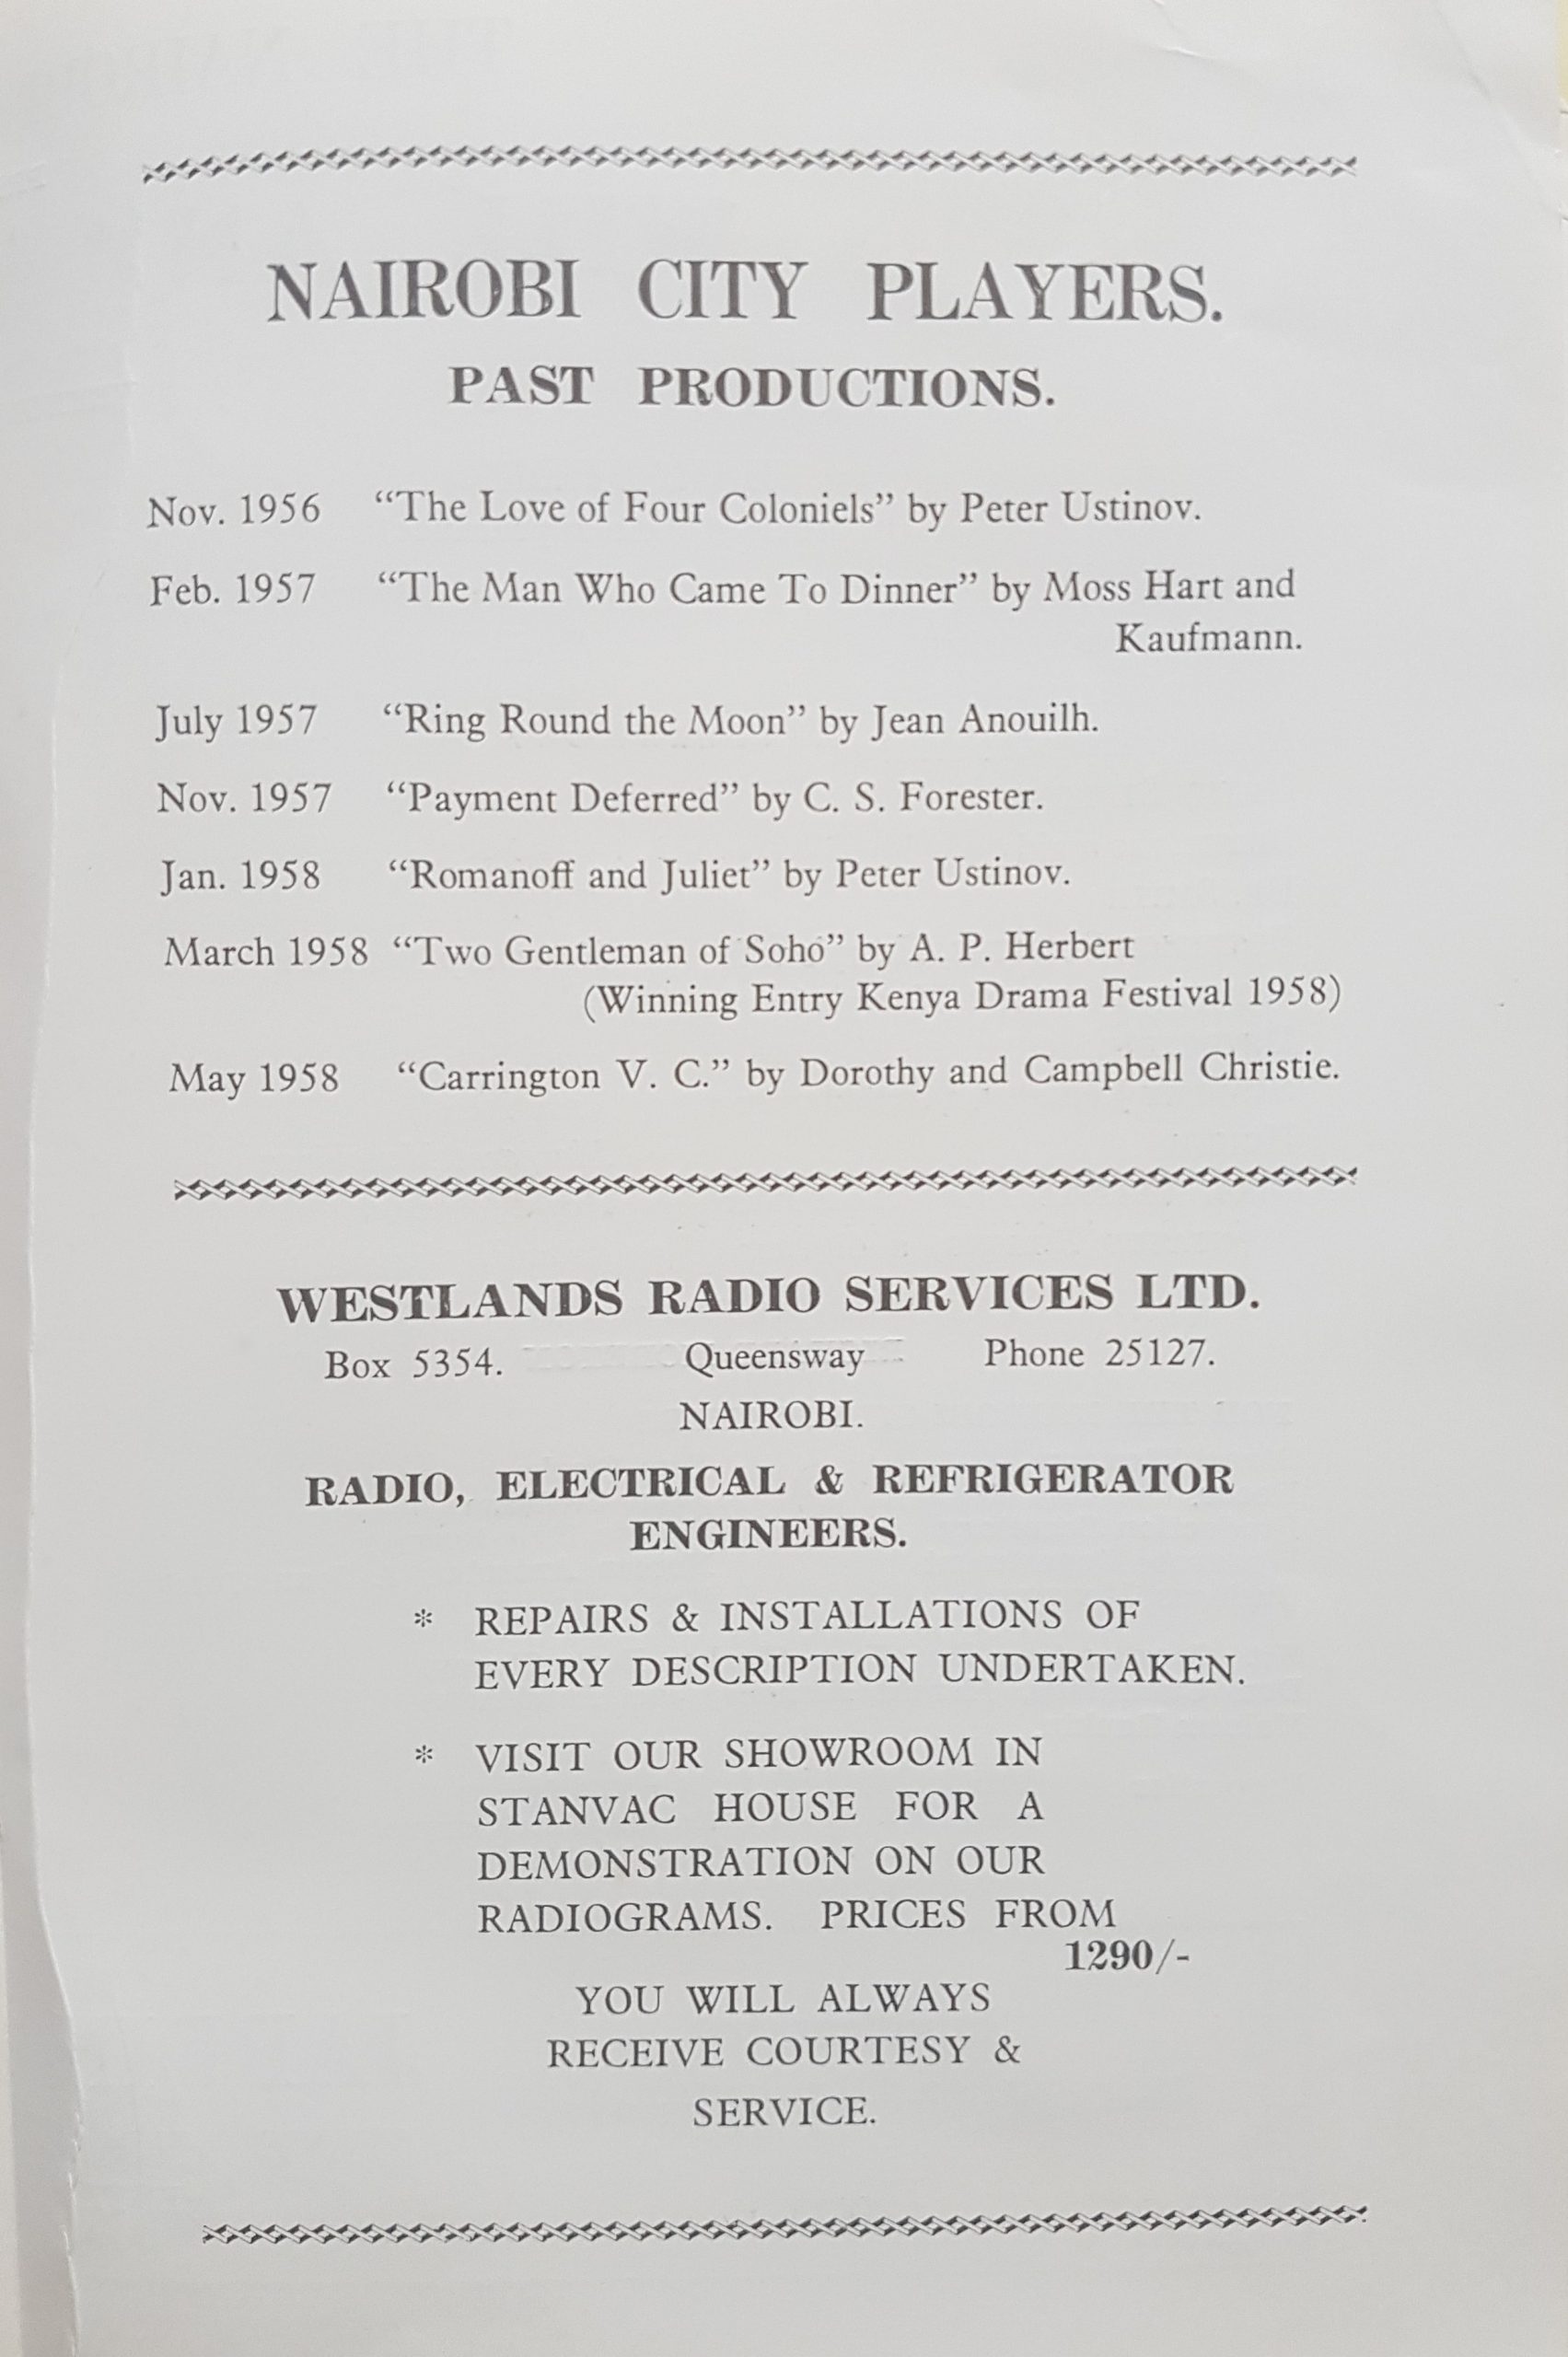 NAIROBI CITY PLAYERS.
PAST PRODUCTIONS.
Nov. 1956 “The Love of Four Coloniels” by Peter Ustinov.
Feb. 1957 “The Man Who Came To Dinner” by Moss Hart and
Kaufmann.
July 1957 “Ring Round the Moon” by Jean Anouilh.
Nov. 1957 “Payment Deferred” by C. S. Forester.
Jan. 1958 “Romanoff and Juliet” by Peter Ustinov.
March 1958 “Two Gentleman of Soho” by A. P. Herbert
(Winning Entry Kenya Drama Festival 1958)
May 1958 “Carrington V. C.” by Dorothy and Campbell Christie.
WESTLANDS RADIO SERVICES LTD.
Box 5354. Queensway Phone 25127.
NAIROBI.
RADIO, ELECTRICAL & REFRIGERATOR
ENGINEERS.
* REPAIRS & INSTALLATIONS OF
EVERY DESCRIPTION UNDERTAKEN.
* VISIT OUR SHOWROOM IN
STANVAC HOUSE FOR A
DEMONSTRATION ON OUR
RADIOGRAMS. PRICES FROM
1290/-
YOU WILL ALWAYS
RECEIVE COURTESY &
SERVICE.